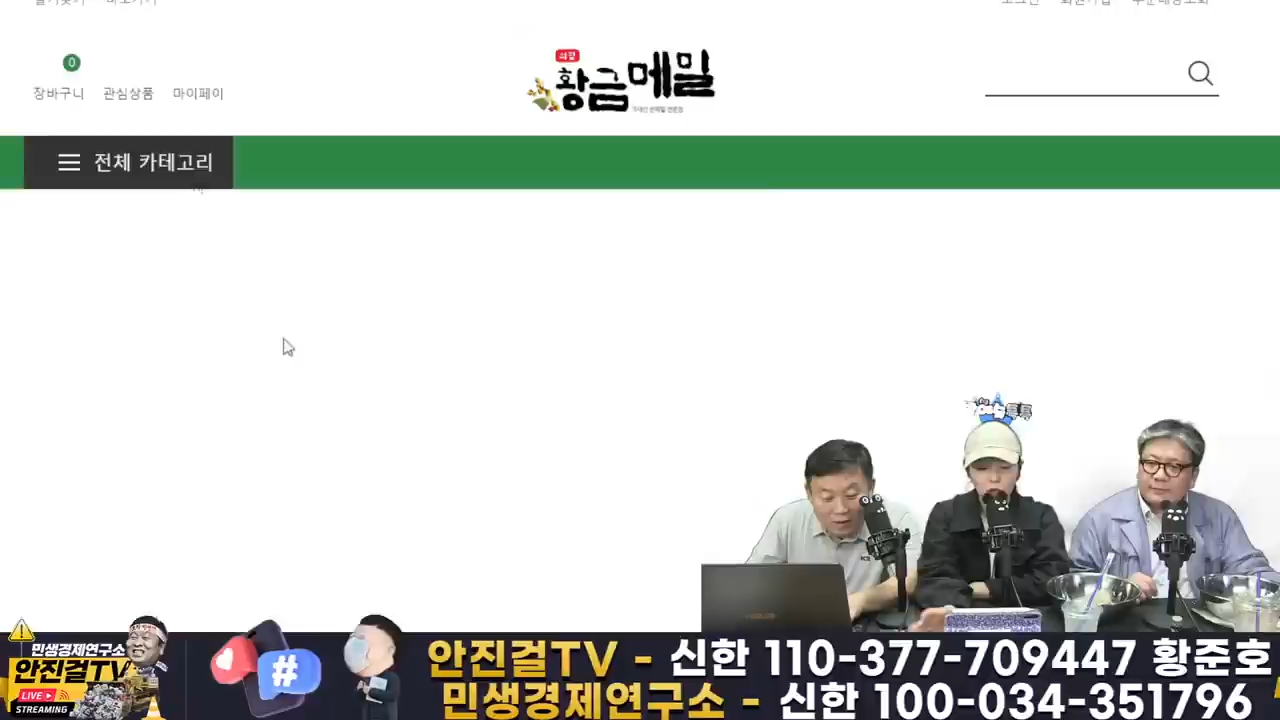 0
장바구니 관심상품 마이페이
황금메밀
전체 카테고리
민생경제연구소
안진걸TV
LIVE
STREAMING
#
안진걸TV - 신한 110-377-709447 황준호
민생경제연구소 - 신한 100-034-351796